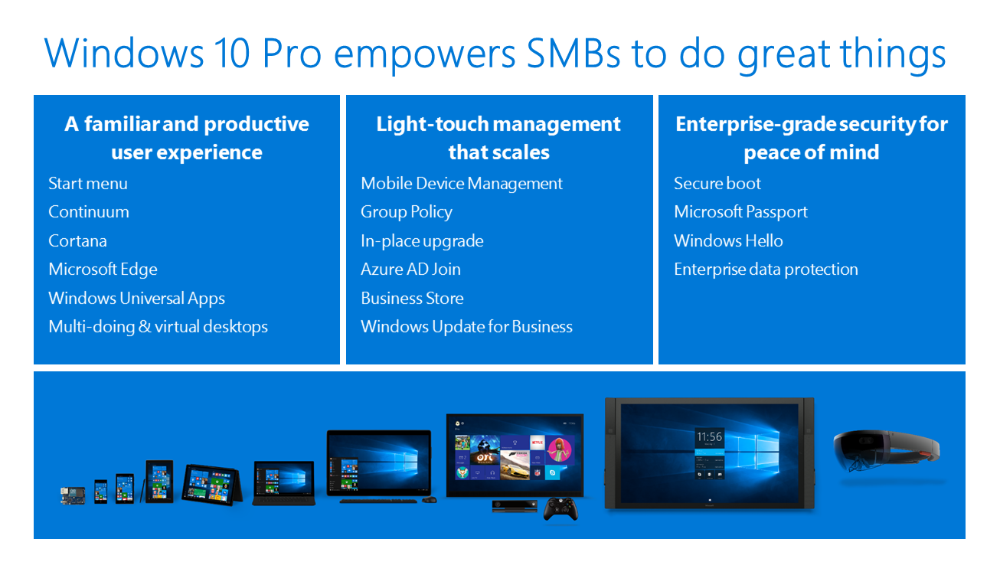 Windows 10 Pro empowers SMBs to do great things
A familiar and productive
user experience
Start menu
Continuum
Cortana
Microsoft Edge
Windows Universal Apps
Multi-doing & virtual desktops
Light-touch management
that scales
Mobile Device Management
Group Policy
In-place upgrade
Azure AD Join
Business Store
Windows Update for Business
Enterprise-grade security for
peace of mind
Secure boot
Microsoft Passport
Windows Hello
Enterprise data protection
ori
NETFLIX
FORZA
11:56